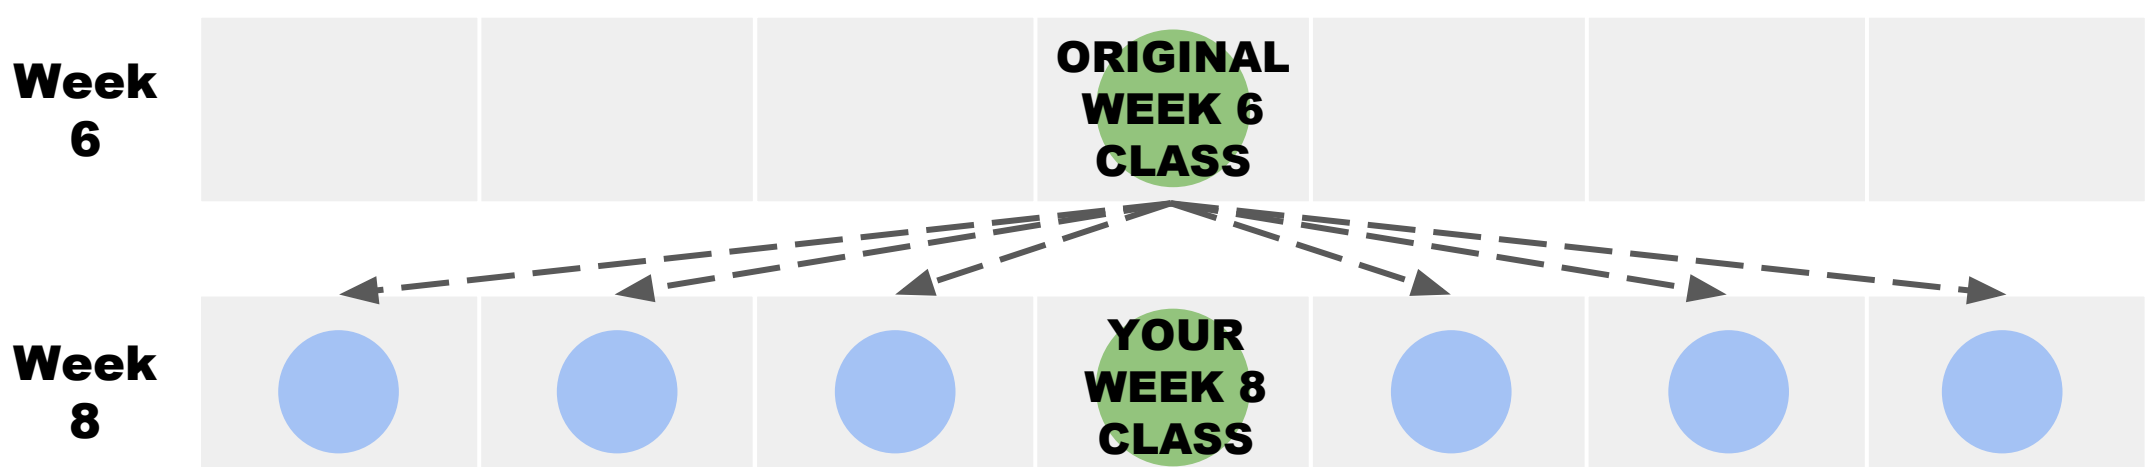 Week
6
ORIGINAL
WEEK 6
CLASS
Week
8
YOUR
WEEK 8
CLASS